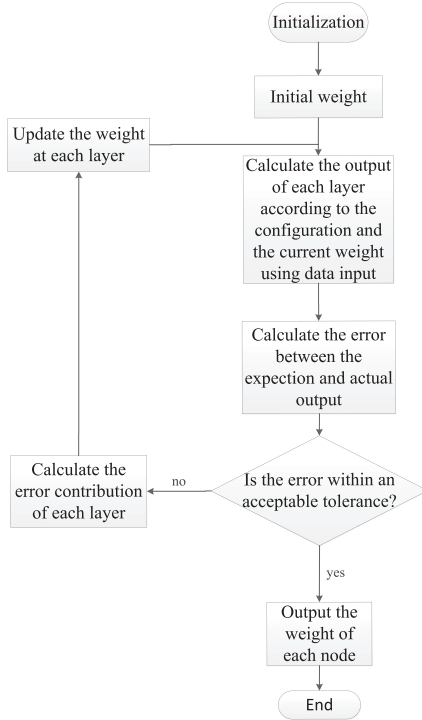 Initialization
Initial weight
Update the weight
at each layer
Calculate the output
of each layer
according to the
configuration and
the current weight
using data input
Calculate the error
between the
expection and actual
output
Is the error within an
acceptable tolerance?
no
Calculate the
error contribution
of each layer
yes
Output the
weight of
each node
End